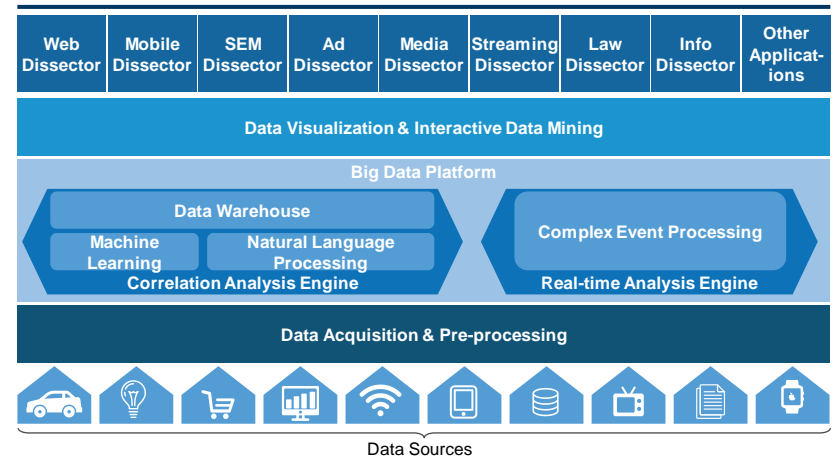 Web
Dissector
Mobile
Dissector
SEM
Dissector
Ad
Dissector
Media
Dissector
Streaming
Dissector
Law
Dissector
Info
Dissector
Other
Applicat-
ions
Data Visualization & Interactive Data Mining
Big Data Platform
Data Warehouse
Machine
Learning
Natural Language
Processing
Correlation Analysis Engine
Complex Event Processing
Real-time Analysis Engine
Data Acquisition & Pre-processing
Data Sources